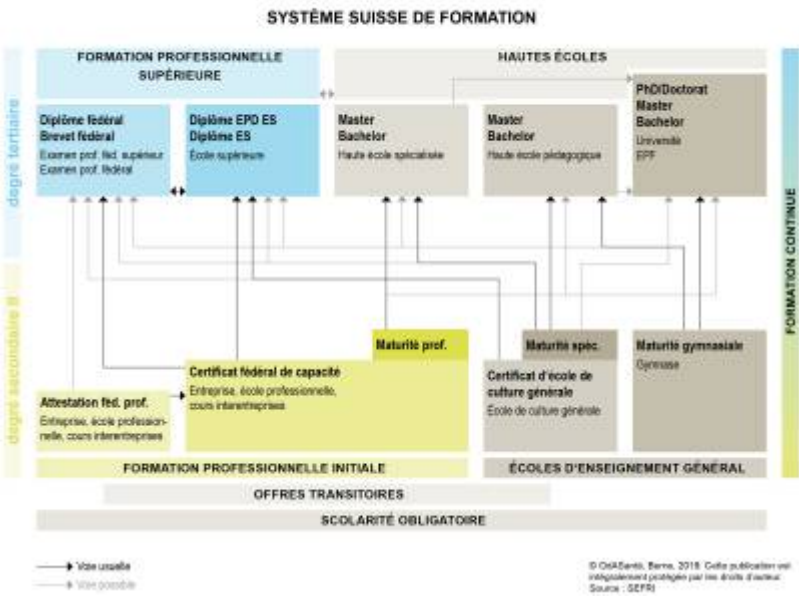 SYSTÈME SUISSE DE FORMATION
FORMATION PROFESSIONNELLE
SUPÉRIEURE
HAUTES ÉCOLES
degré tertiaire
Diplôme fédéral
Brevet fédéral
Examen prof. féd. supérieur
Examen prof. fédéral
Diplôme EPD ES
Diplôme ES
École supérieure
Master
Bachelor
Haute école spécialisée
Master
Bachelor
Haute école pédagogique
PhD/Doctorat
Master
Bachelor
Université
EPF
FORMATION CONTINUE
degré secondaire II
Maturité prof.
Certificat fédéral de capacité
Entreprise, école professionnelle,
cours interentreprises
Attestation féd. prof.
Entreprise, école profession-
nelle, cours interentreprises
Maturité spéc.
Certificat d'école de
culture générale
École de culture générale
Maturité gymnasiale
Gymnase
FORMATION PROFESSIONNELLE INITIALE
ÉCOLES D'ENSEIGNEMENT GÉNÉRAL
OFFRES TRANSITOIRES
SCOLARITÉ OBLIGATOIRE
Voie usuelle
Voie possible
© OdASanté, Berne, 2018. Cette publication est
intégralement protégée par les droits d'auteur.
Source : SEFRI